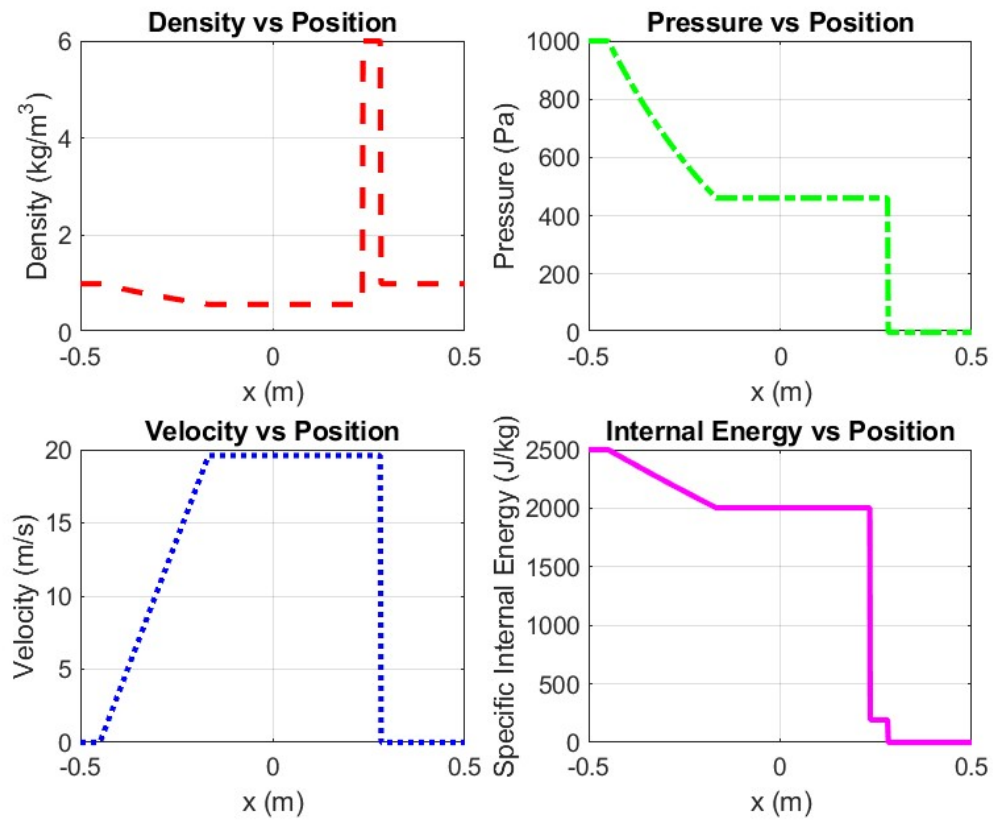 Density vs Position
6
4
2
0
Density (kg/m³)
-0.5
0
0.5
x (m)
Pressure vs Position
1000
800
600
400
200
0
Pressure (Pa)
-0.5
0
0.5
x (m)
Velocity vs Position
20
15
10
5
0
Velocity (m/s)
-0.5
0
0.5
x (m)
Internal Energy vs Position
2500
2000
1500
1000
500
0
Specific Internal Energy (J/kg)
-0.5
0
0.5
x (m)